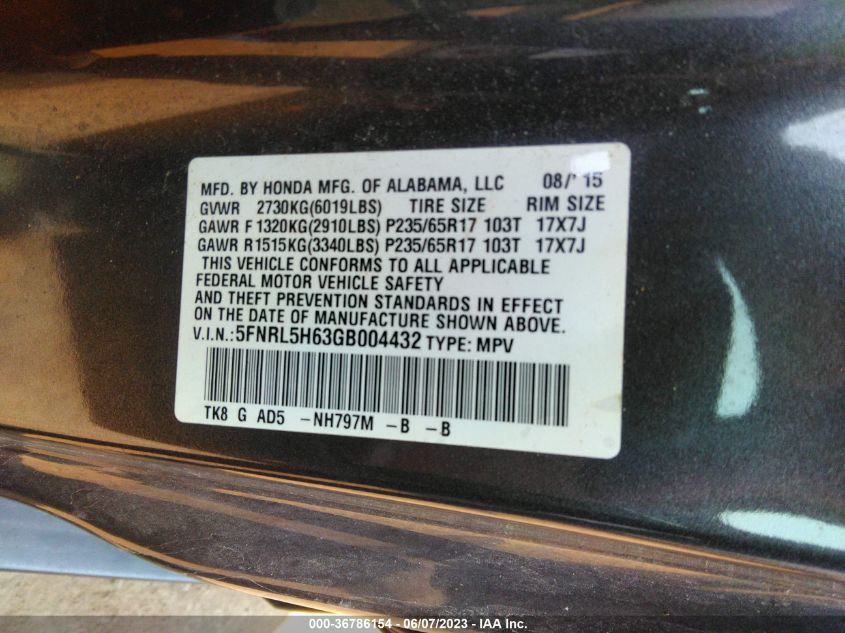 MFD. BY HONDA MFG. OF ALABAMA, LLC 08/' 15
GVWR 2730KG(6019LBS) TIRE SIZE RIM SIZE
GAWR F 1320KG(2910LBS) P235/65R17 103T 17X7J
GAWR R1515KG(3340LBS) P235/65R17 103T 17X7J
THIS VEHICLE CONFORMS TO ALL APPLICABLE
FEDERAL MOTOR VEHICLE SAFETY
AND THEFT PREVENTION STANDARDS IN EFFECT
ON THE DATE OF MANUFACTURE SHOWN ABOVE.
V.I.N.:5FNRL5H63GB004432 TYPE: MPV
TK8 G AD5 -NH797M -B -B
000-36786154 - 06/07/2023 - IAA Inc.